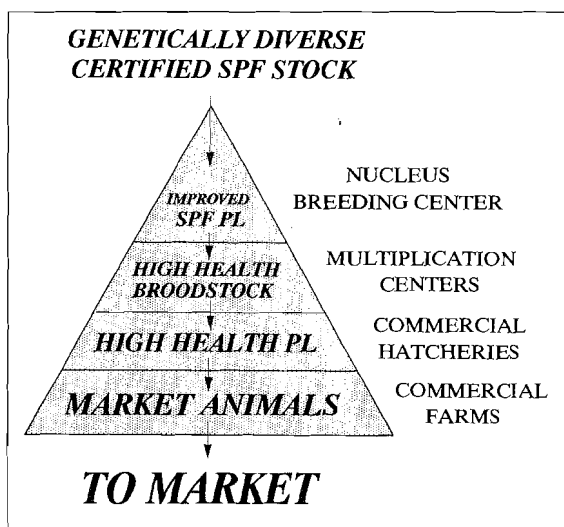 GENETICALLY DIVERSE
CERTIFIED SPF STOCK
IMPROVED
SPF PL
NUCLEUS
BREEDING CENTER
HIGH HEALTH
BROODSTOCK
MULTIPLICATION
CENTERS
HIGH HEALTH PL
COMMERCIAL
HATCHERIES
MARKET ANIMALS
COMMERCIAL
FARMS
TO MARKET